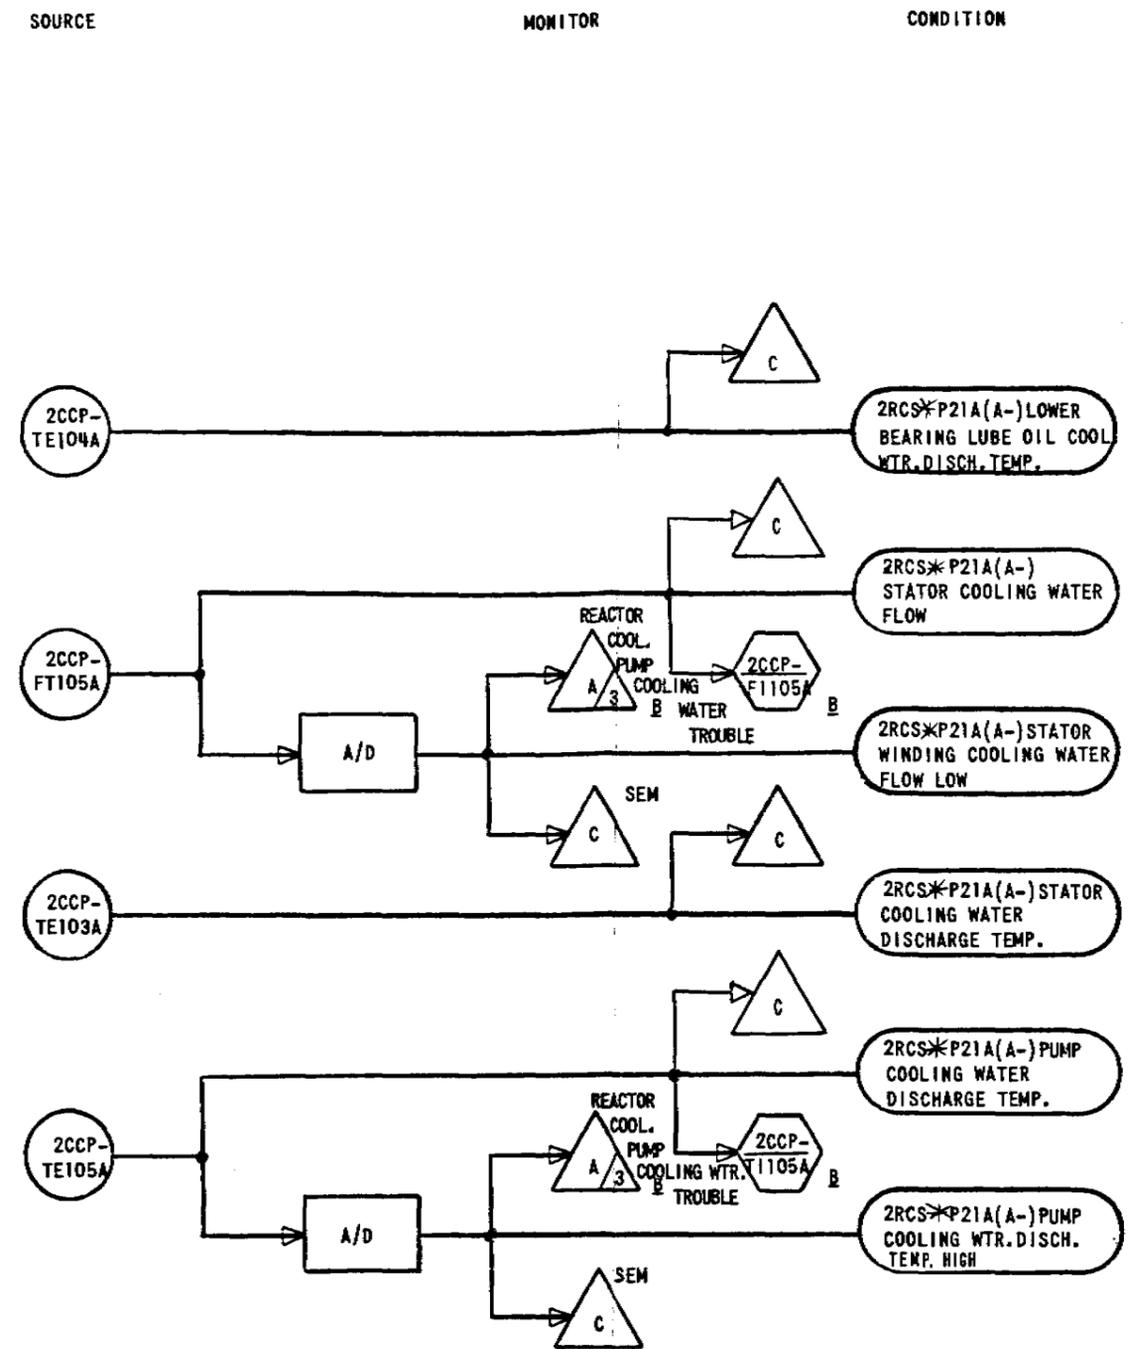 SOURCE MONITOR CONDITION
C
2CCP-
TE104A
2RCS*P21A(A-)LOWER
BEARING LUBE OIL COOL
WTR.DISCH.TEMP.
C
2RCS*P21A(A-)
STATOR COOLING WATER
FLOW
2CCP-
FT105A
REACTOR
COOL.
PUMP
COOLING
WATER
TROUBLE
A/3
B
2CCP-
FI105A
B
A/D
2RCS*P21A(A-)STATOR
WINDING COOLING WATER
FLOW LOW
SEM
C
C
2CCP-
TE103A
2RCS*P21A(A-)STATOR
COOLING WATER
DISCHARGE TEMP.
C
2RCS*P21A(A-)PUMP
COOLING WATER
DISCHARGE TEMP.
2CCP-
TE105A
REACTOR
COOL.
PUMP
COOLING WTR.
TROUBLE
A/3
B
2CCP-
TI105A
B
A/D
2RCS*P21A(A-)PUMP
COOLING WTR.DISCH.
TEMP. HIGH
SEM
C